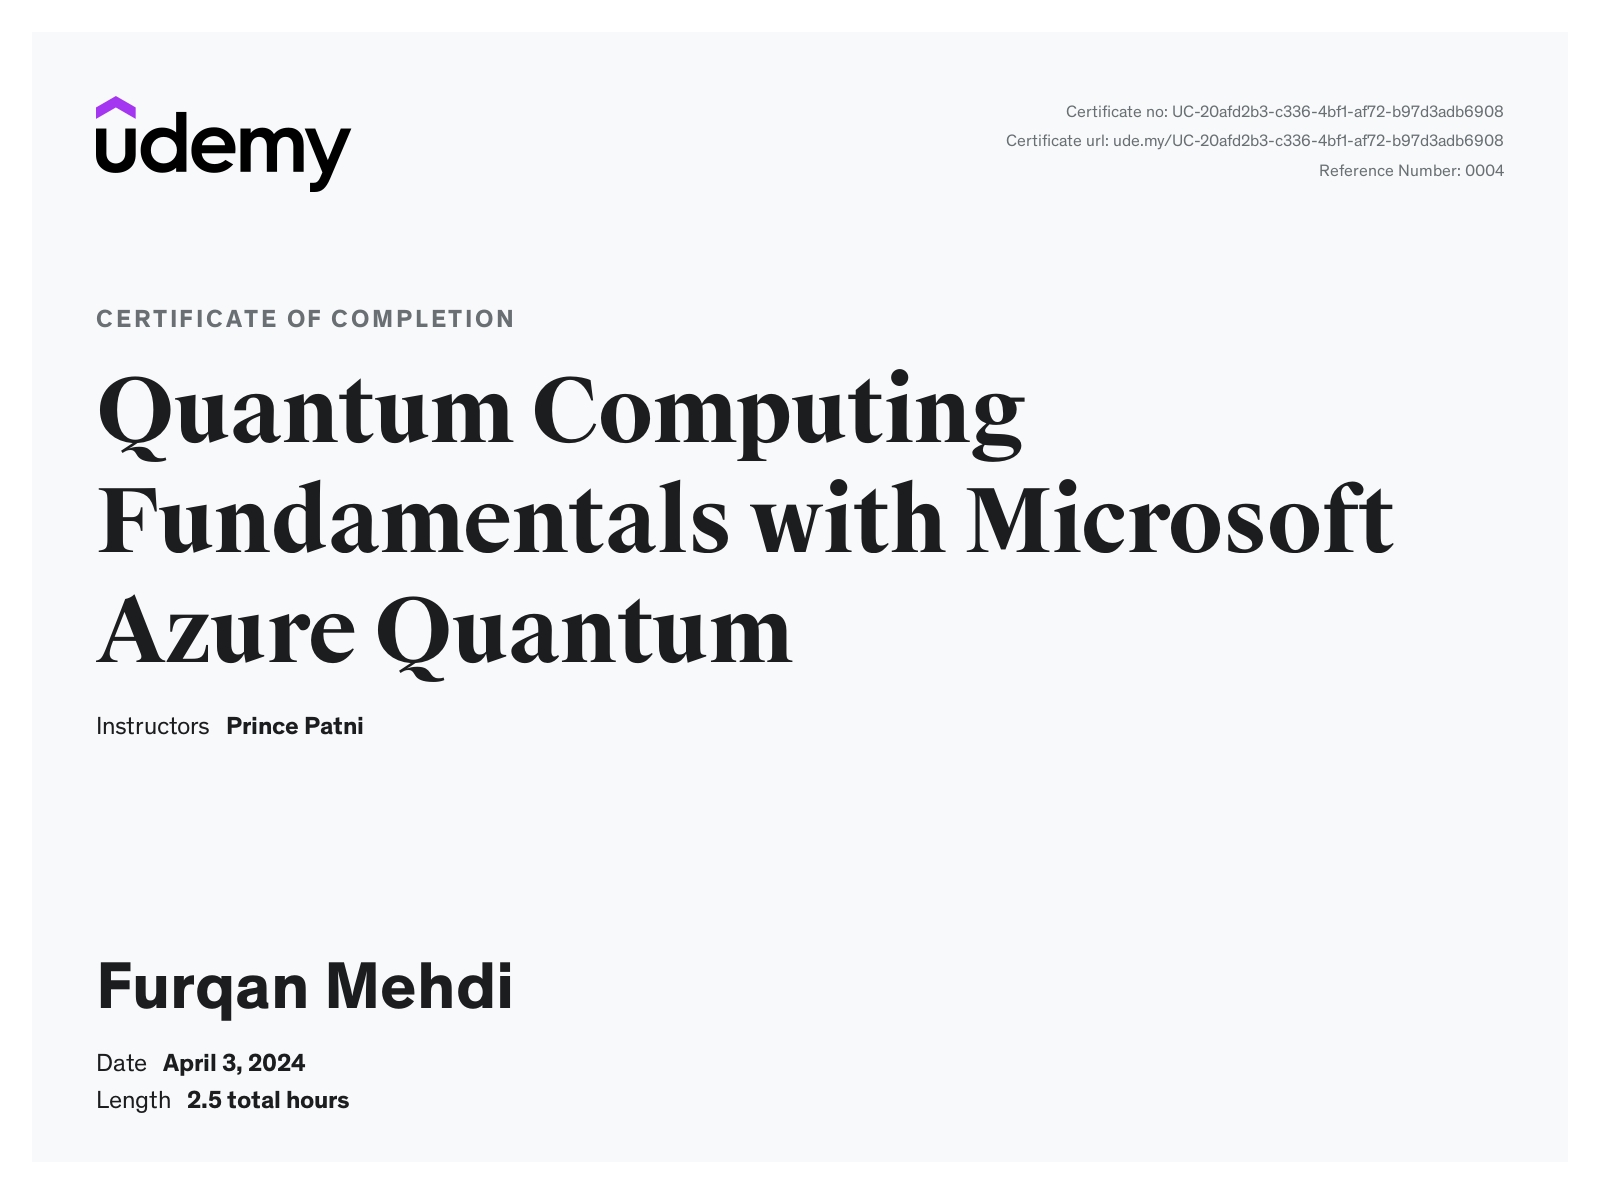 udemy
Certificate no: UC-20afd2b3-c336-4bf1-af72-b97d3adb6908
Certificate url: ude.my/UC-20afd2b3-c336-4bf1-af72-b97d3adb6908
Reference Number: 0004
CERTIFICATE OF COMPLETION
Quantum Computing
Fundamentals with Microsoft
Azure Quantum
Instructors Prince Patni
Furqan Mehdi
Date April 3, 2024
Length 2.5 total hours